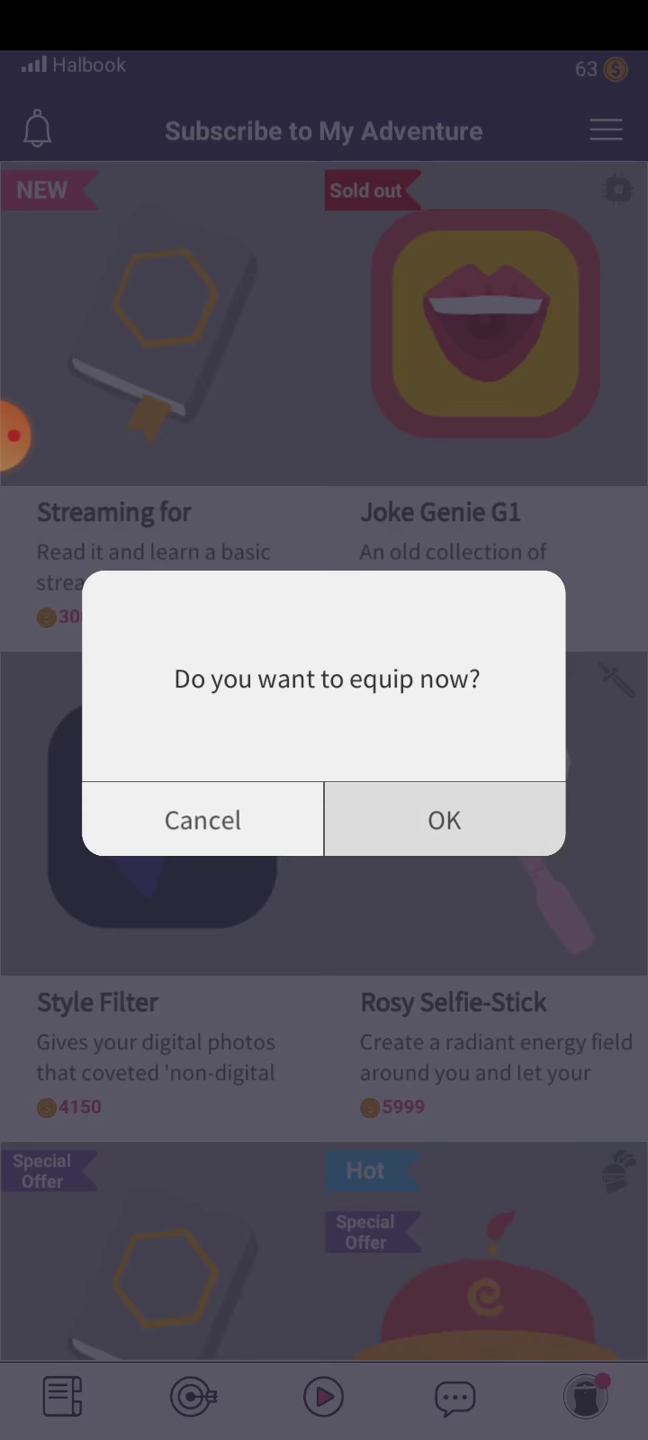 Halbook
63
Subscribe to My Adventure
NEW
Sold out
Streaming for
Joke Genie G1
Read it and learn a basic
An old collection of
Do you want to equip now?
Cancel
OK
Style Filter
Rosy Selfie-Stick
Gives your digital photos
that coveted 'non-digital
Create a radiant energy field
around you and let your
4150
5999
Special
Offer
Hot
Special
Offer